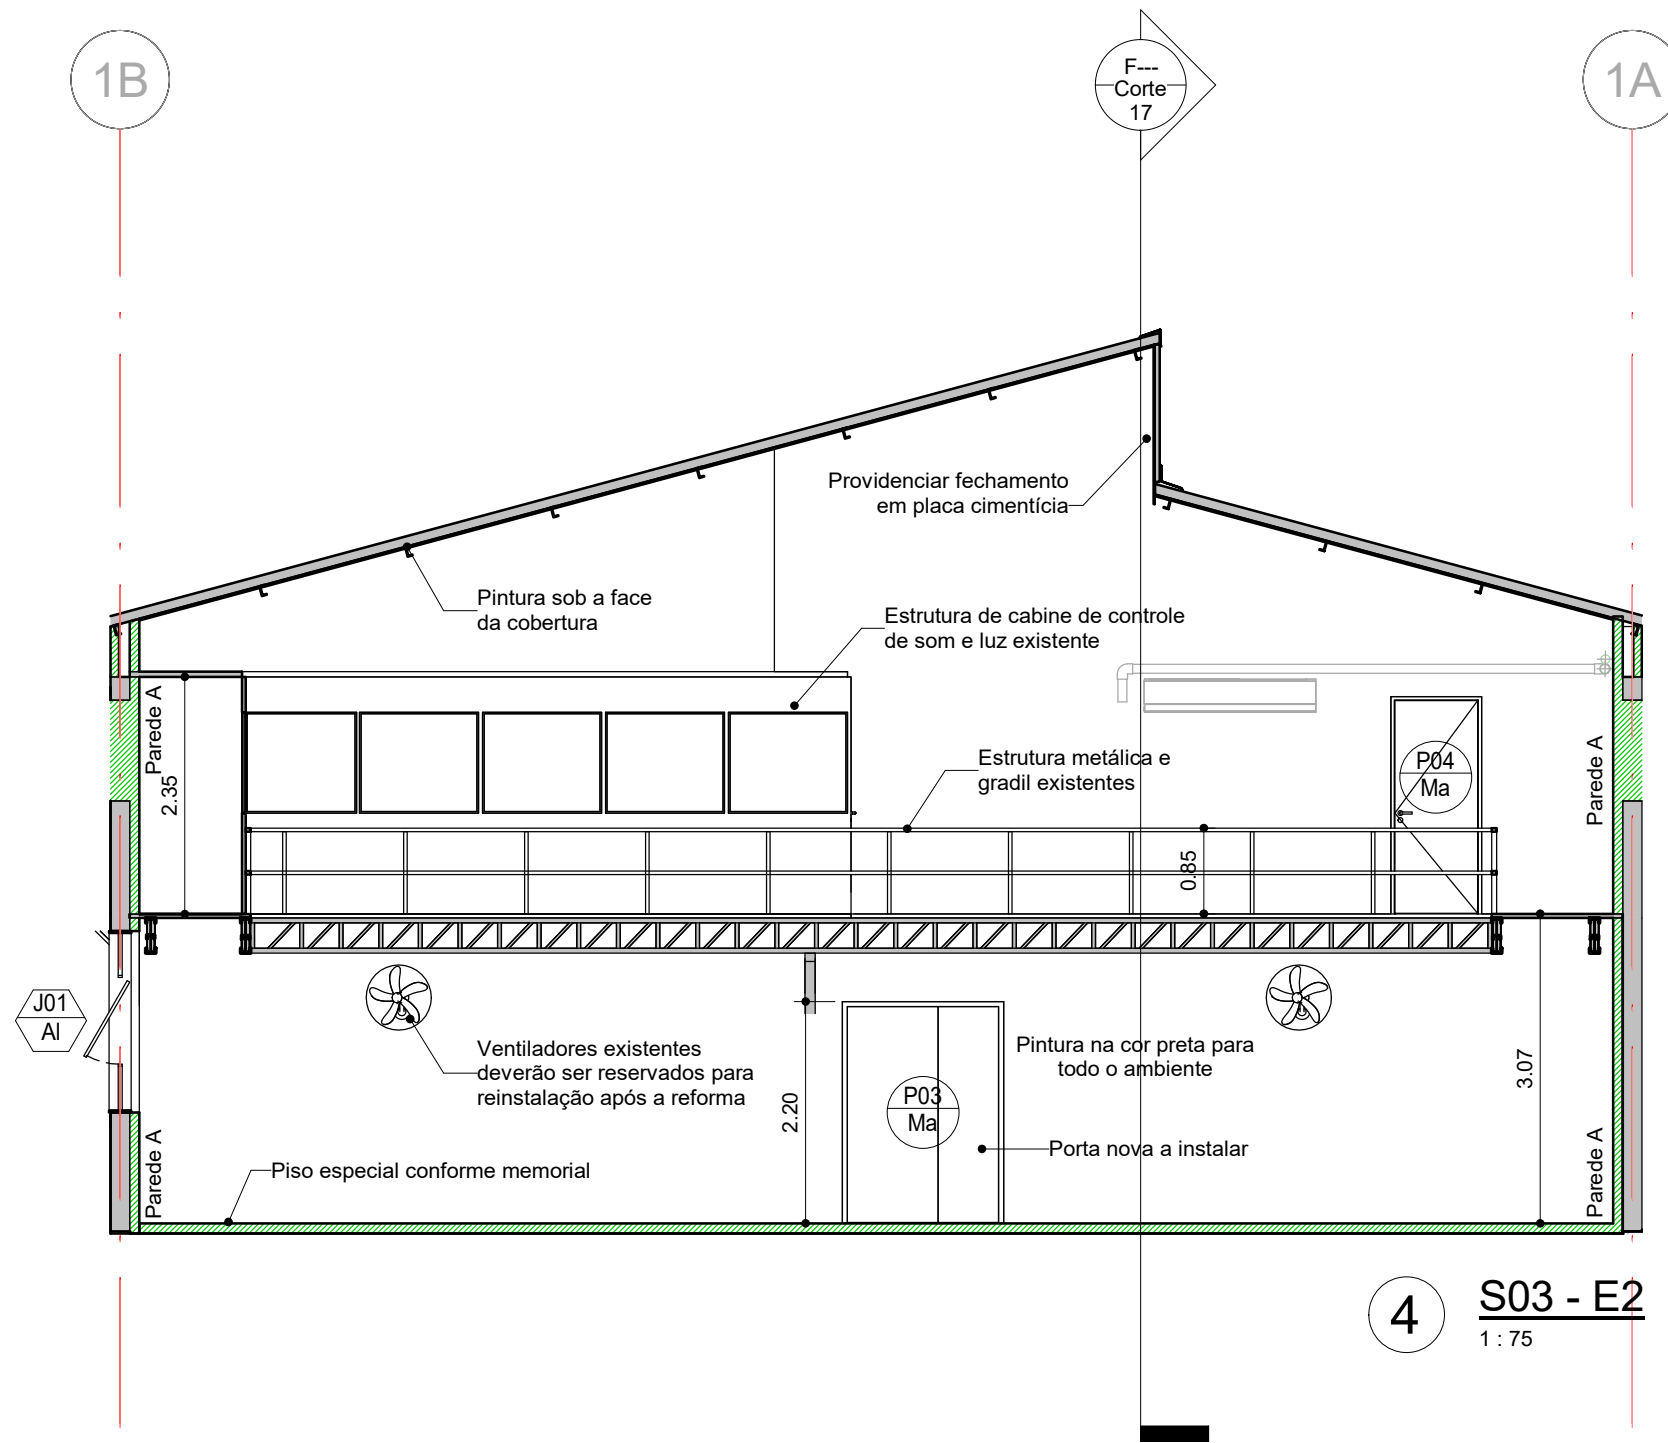 1B
F---
Corte
17
1A
Providenciar fechamento
em placa cimentícia
Pintura sob a face
da cobertura
Estrutura de cabine de controle
de som e luz existente
Parede A
2.35
Estrutura metálica e
gradil existentes
P04
Ma
Parede A
0.85
J01
Al
Ventiladores existentes
deverão ser reservados para
reinstalação após a reforma
Pintura na cor preta para
todo o ambiente
3.07
2.20
P03
Ma
Porta nova a instalar
Parede A
Piso especial conforme memorial
Parede A
4
S03 - E2
1 : 75